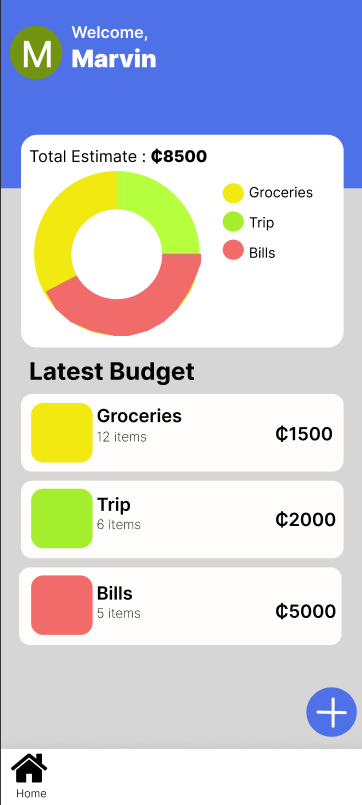 M
Welcome,
Marvin
Total Estimate : ₵8500
Groceries
Trip
Bills
Latest Budget
Groceries
12 items
₵1500
Trip
6 items
₵2000
Bills
5 items
₵5000
Home